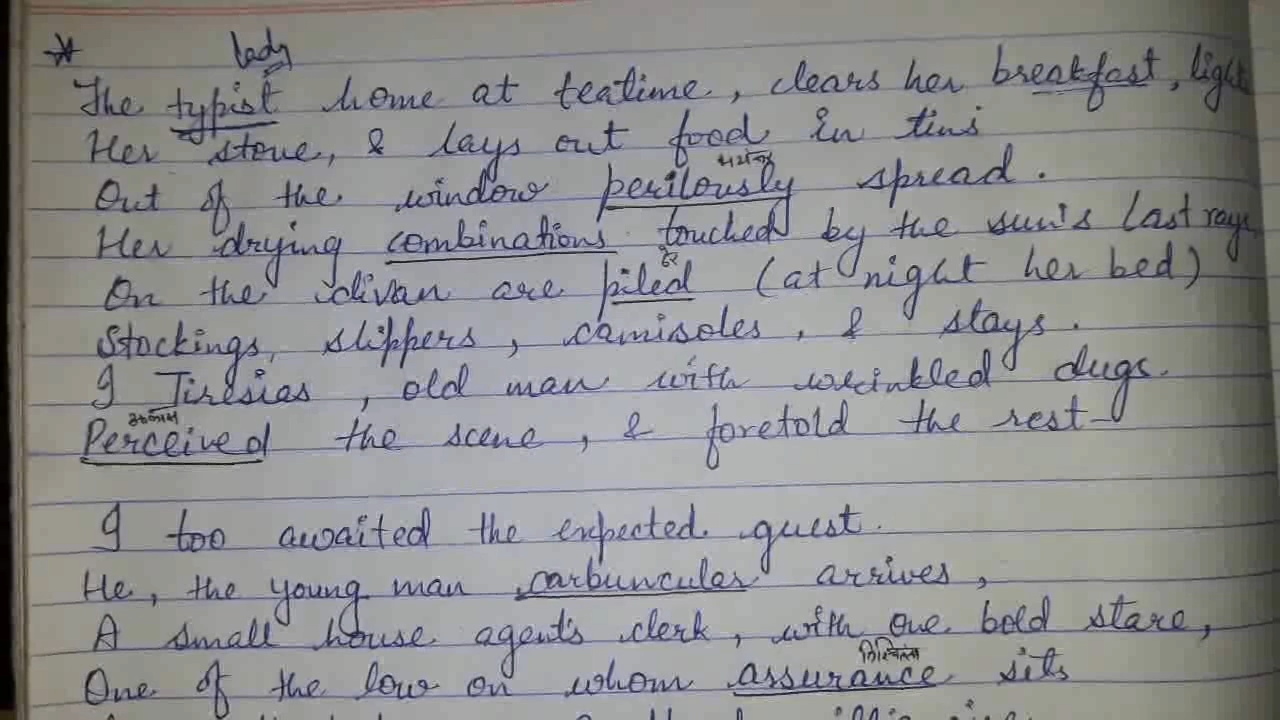 lady
The typist home at teatime, clears her breakfast, light
Her stove, & lays out food in tins
Out of the window perilously spread.
Her drying combinations touched by the sun's last rays
On the divan are piled (at night her bed)
Stockings, slippers, camisoles, & stays.
I Tiresias, old man with wrinkled dugs.
Perceived the scene, & foretold the rest-
I too awaited the expected guest.
He, the young man carbuncular arrives,
A small house agent's clerk, with one bold stare,
One of the low on whom assurance sits